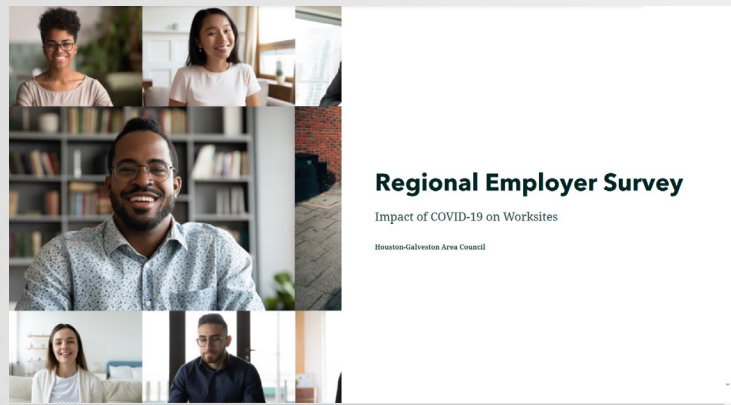 Regional Employer Survey
Impact of COVID-19 on Worksites
Houston-Galveston Area Council